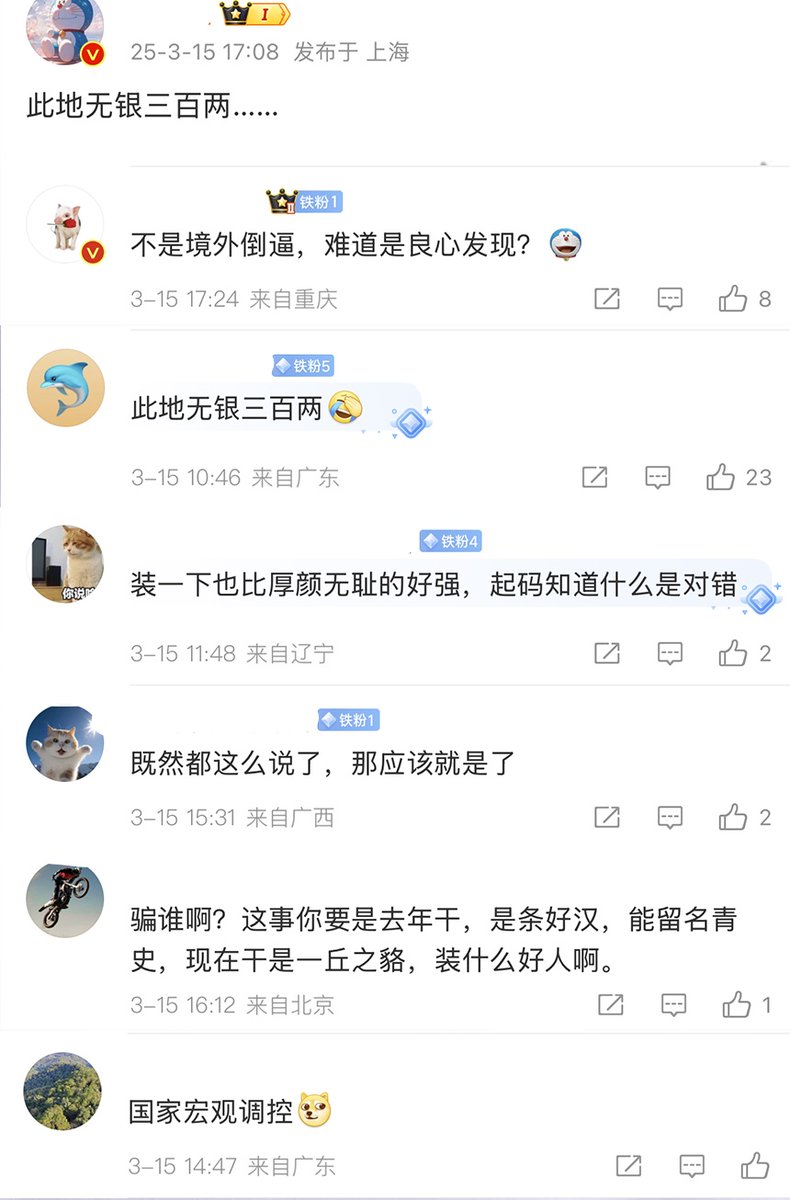 I
25-3-15 17:08 发布于 上海
此地无银三百两......
II 铁粉1
不是境外倒逼，难道是良心发现？
3-15 17:24 来自重庆
8
铁粉5
此地无银三百两
3-15 10:46 来自广东
23
铁粉4
装一下也比厚颜无耻的好强，起码知道什么是对错
你说
3-15 11:48 来自辽宁
2
铁粉1
既然都这么说了，那应该就是了
3-15 15:31 来自广西
2
骗谁啊？这事你要是去年干，是条好汉，能留名青
史，现在干是一丘之貉，装什么好人啊。
3-15 16:12 来自北京
1
国家宏观调控
3-15 14:47 来自广东